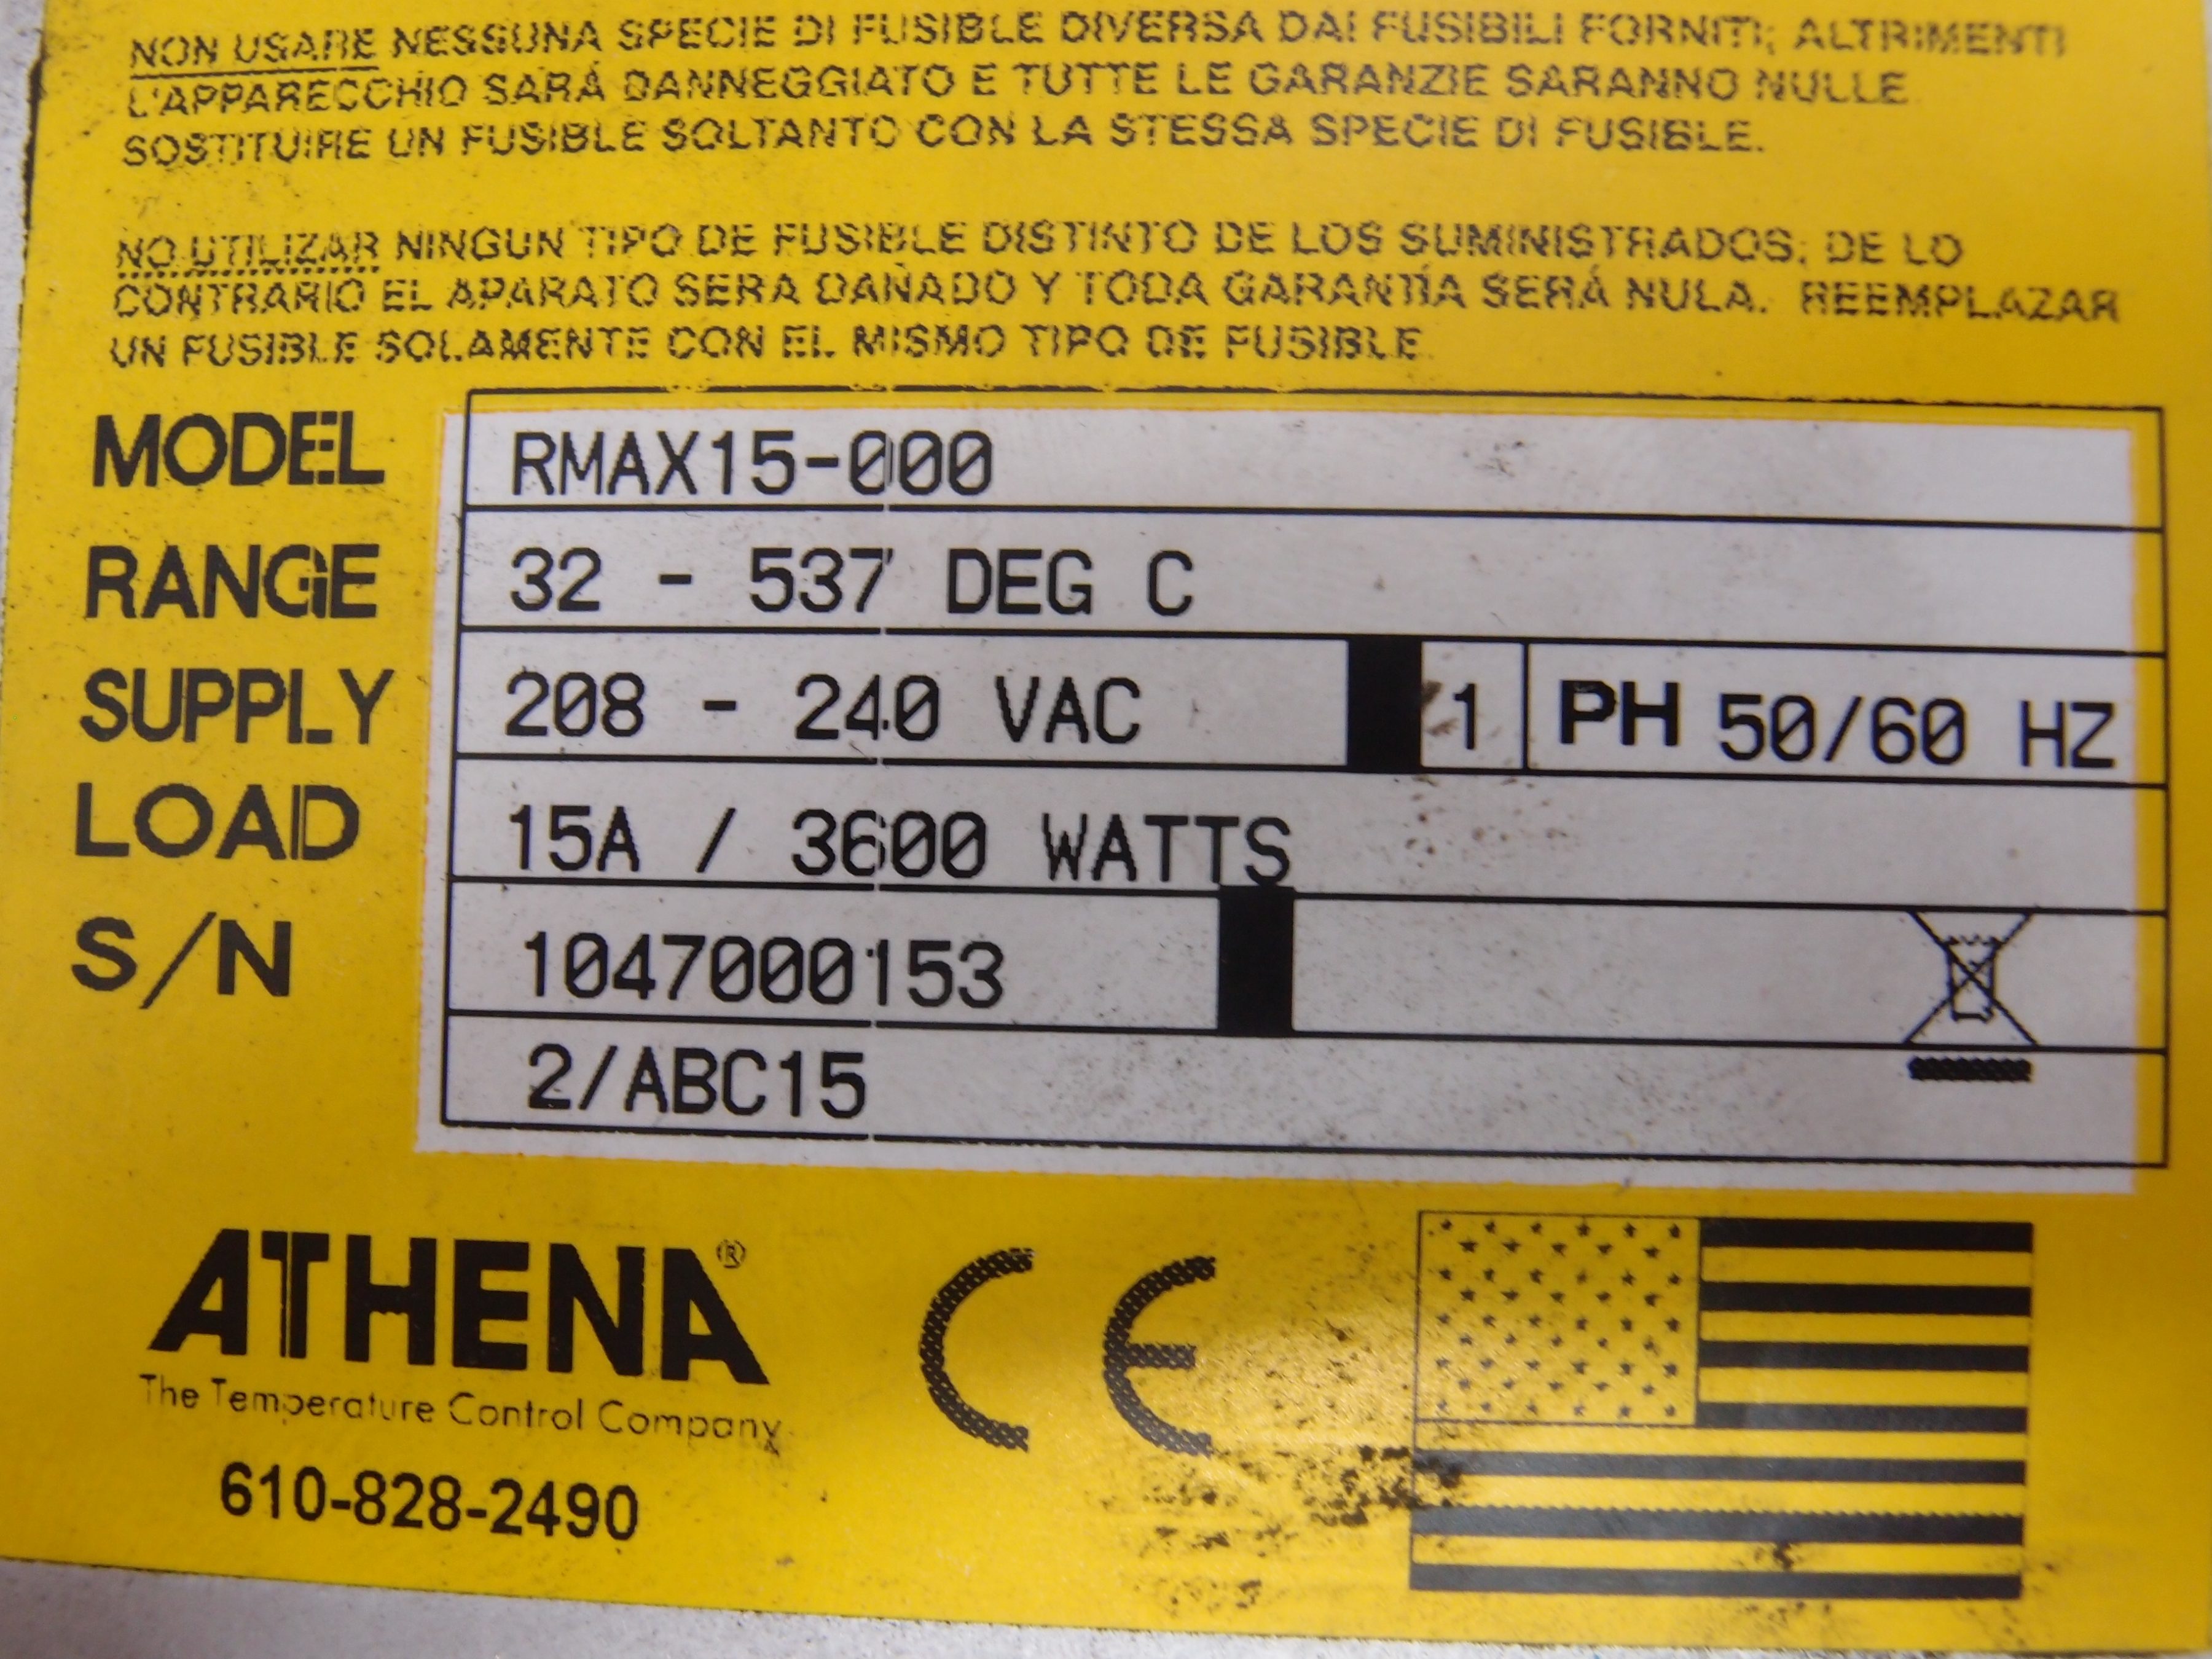 NON USARE NESSUNA SPECIE DI FUSIBLE DIVERSA DAI FUSIBILI FORNITI; ALTRIMENTI
L'APPARECCHIO SARÁ DANNEGGIATO E TUTTE LE GARANZIE SARANNO NULLE
SOSTITUIRE UN FUSIBLE SOLTANTO CON LA STESSA SPECIE DI FUSIBLE.
NO UTILIZAR NINGUN TIPO DE FUSIBLE DISTINTO DE LOS SUMINISTRADOS; DE LO
CONTRARIO EL APARATO SERA DAÑADO Y TODA GARANTÍA SERÁ NULA. REEMPLAZAR
UN FUSIBLE SOLAMENTE CON EL MISMO TIPO DE FUSIBLE
MODEL RMAX15-000
RANGE 32 - 537 DEG C
SUPPLY 208 - 240 VAC 1 PH 50/60 HZ
LOAD 15A / 3600 WATTS
S/N 1047000153
2/ABC15
ATHENA®
The Temperature Control Company
CE
610-828-2490